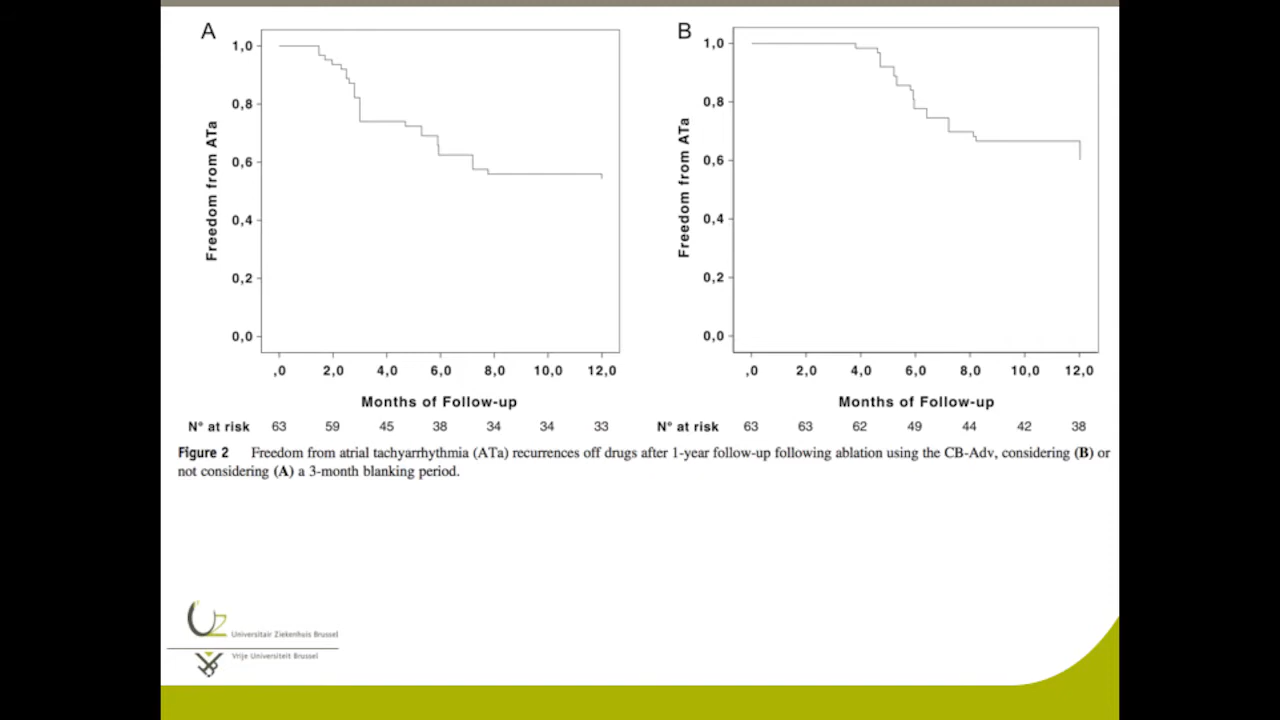 A
1,0
0,8
0,6
0,4
0,2
0,0
Freedom from ATa
,0 2,0 4,0 6,0 8,0 10,0 12,0
Months of Follow-up
N° at risk 63 59 45 38 34 34 33
B
1,0
0,8
0,6
0,4
0,2
0,0
Freedom from ATa
,0 2,0 4,0 6,0 8,0 10,0 12,0
Months of Follow-up
N° at risk 63 63 62 49 44 42 38
Figure 2 Freedom from atrial tachyarrhythmia (ATa) recurrences off drugs after 1-year follow-up following ablation using the CB-Adv, considering (B) or
not considering (A) a 3-month blanking period.
Universitair Ziekenhuis Brussel
Vrije Universiteit Brussel